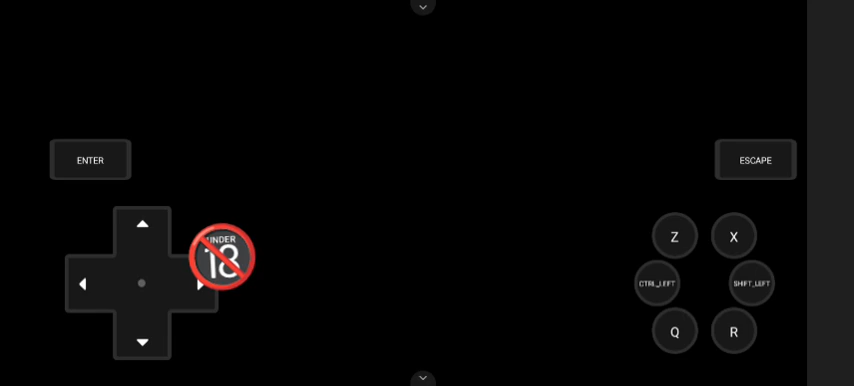 ENTER
ESCAPE
UNDER
18
Z
X
CTRL_LEFT
SHIFT_LEFT
Q
R